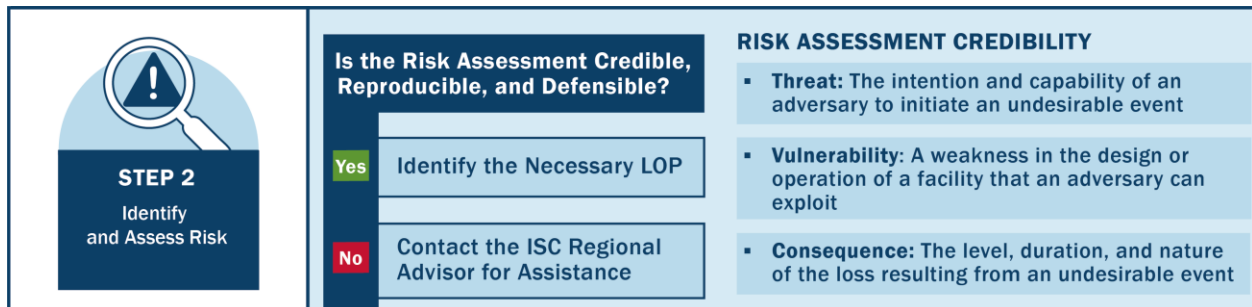 STEP 2
Identify
and Assess Risk
Is the Risk Assessment Credible,
Reproducible, and Defensible?
Yes
Identify the Necessary LOP
No
Contact the ISC Regional
Advisor for Assistance
RISK ASSESSMENT CREDIBILITY
▪ Threat: The intention and capability of an
adversary to initiate an undesirable event
▪ Vulnerability: A weakness in the design or
operation of a facility that an adversary can
exploit
▪ Consequence: The level, duration, and nature
of the loss resulting from an undesirable event